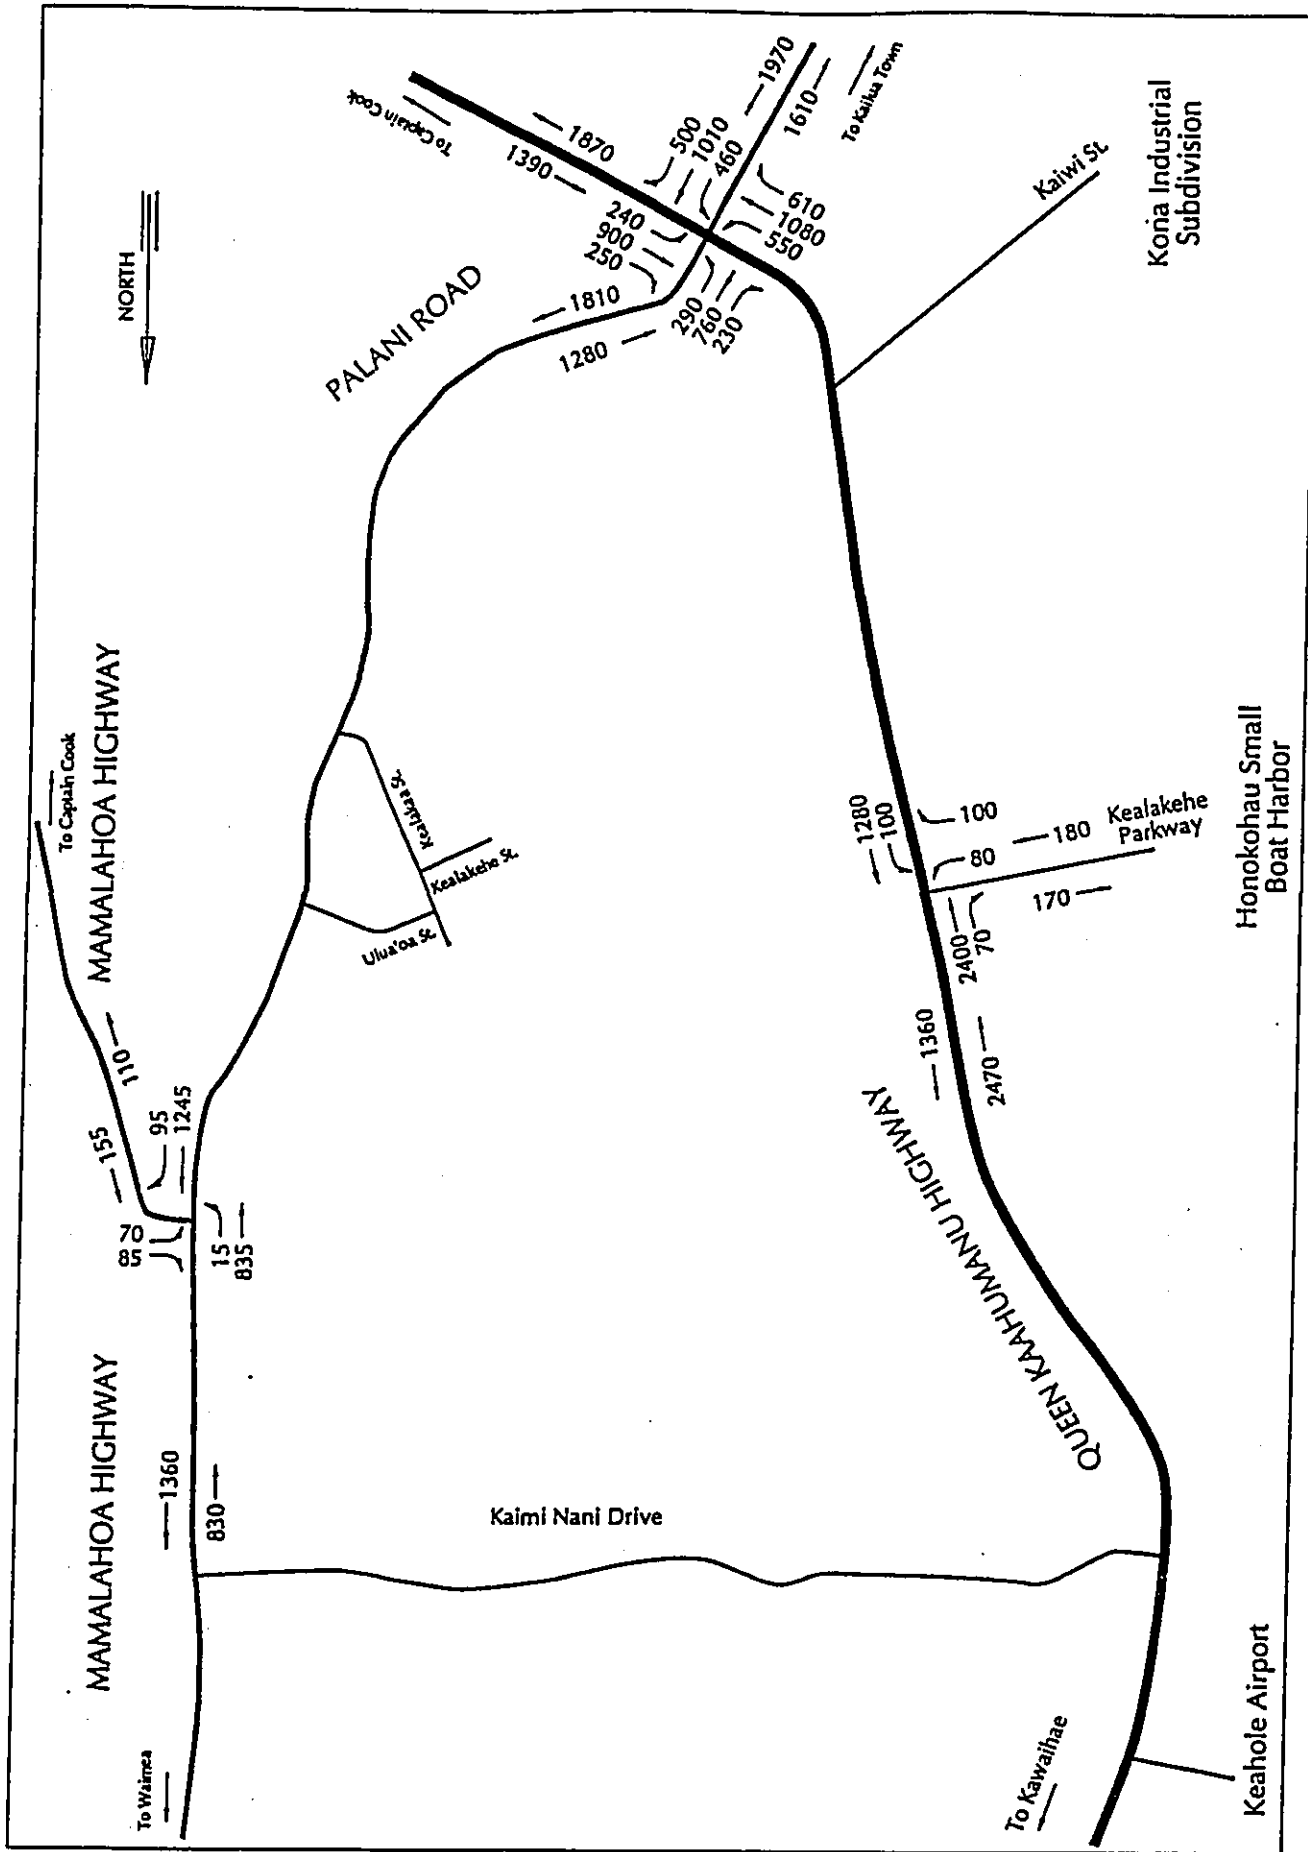 NORTH
To Captain Cook
1390
1870
500
1010
460
1970
1610
To Kailua Town
240
900
250
610
1080
550
290
760
230
1810
1280
PALANI ROAD
Kaiwi St.
Kona Industrial
Subdivision
MAMALAHOA HIGHWAY
To Captain Cook
Kealakaa St.
Kealakehe St.
Ulua'oa St.
110
155
95
1245
70
85
15
835
1280
100
100
80
180
Kealakehe
Parkway
170
2400
70
1360
2470
Honokohau Small
Boat Harbor
MAMALAHOA HIGHWAY
1360
830
Kaimi Nani Drive
QUEEN KAAHUMANU HIGHWAY
To Waimea
To Kawaihae
Keahole Airport